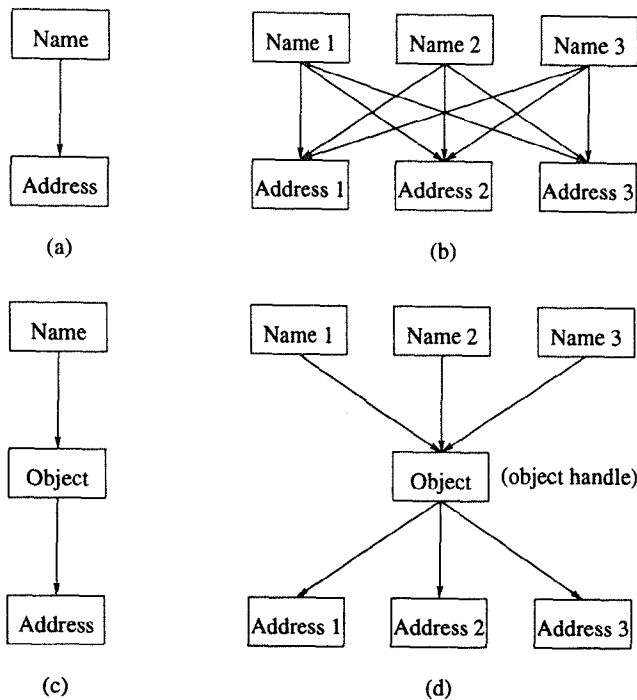 Name
Name 1 Name 2 Name 3
Address
Address 1 Address 2 Address 3
(a)
(b)
Name
Name 1 Name 2 Name 3
Object
Object (object handle)
Address
Address 1 Address 2 Address 3
(c)
(d)